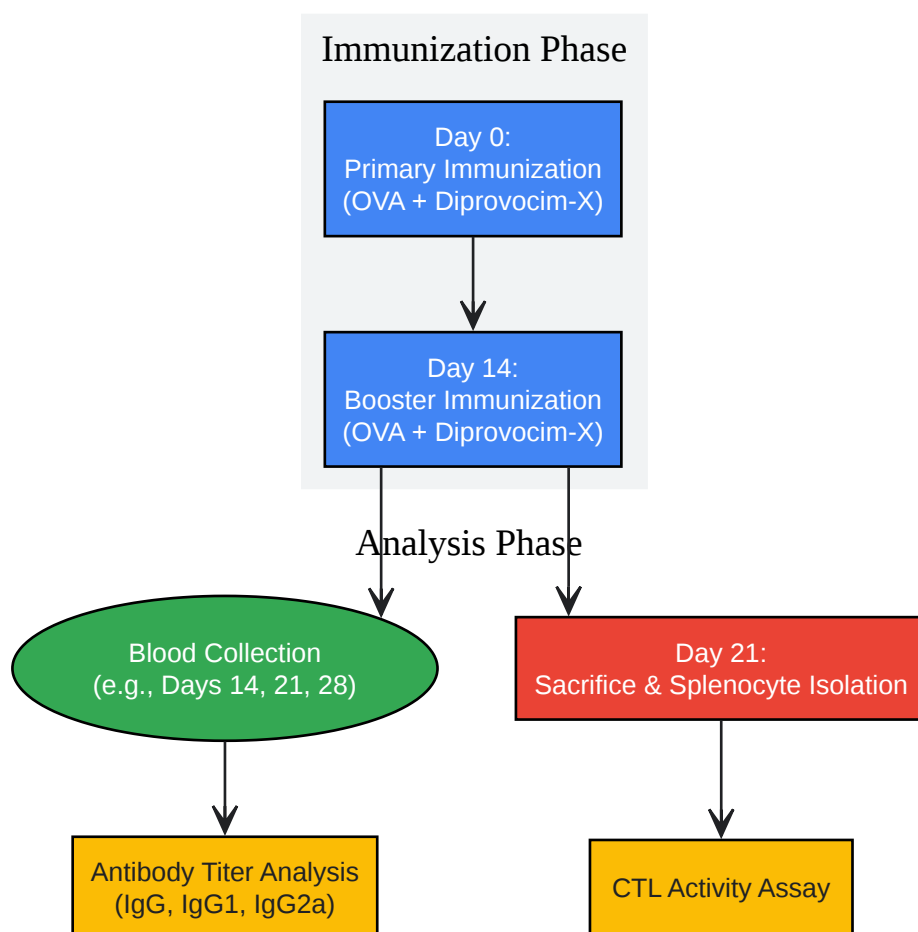 Immunization Phase
Day 0:
Primary Immunization
(OVA + Diprovocim-X)
Day 14:
Booster Immunization
(OVA + Diprovocim-X)
Analysis Phase
Blood Collection
(e.g., Days 14, 21, 28)
Day 21:
Sacrifice & Splenocyte Isolation
Antibody Titer Analysis
(IgG, IgG1, IgG2a)
CTL Activity Assay